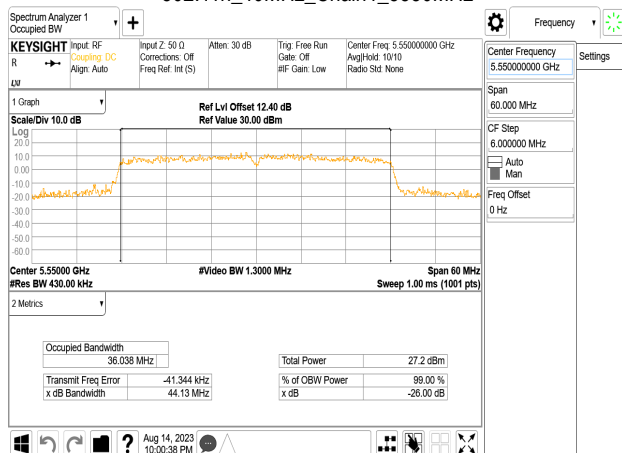 Spectrum Analyzer 1
Occupied BW
Frequency
KEYSIGHT
R
Input: RF
Coupling: DC
Align: Auto
Input Z: 50 Ω
Corrections: Off
Freq Ref: Int (S)
Atten: 30 dB
Trig: Free Run
Gate: Off
#IF Gain: Low
Center Freq: 5.550000000 GHz
Avg|Hold: 10/10
Radio Std: None
Center Frequency
5.550000000 GHz
Settings
Span
60.000 MHz
CF Step
6.000000 MHz
Auto
Man
Freq Offset
0 Hz
1 Graph
Scale/Div 10.0 dB
Ref Lvl Offset 12.40 dB
Ref Value 30.00 dBm
Log
20.0
10.0
0.00
-10.0
-20.0
-30.0
-40.0
-50.0
-60.0
Center 5.55000 GHz
#Res BW 430.00 kHz
#Video BW 1.3000 MHz
Span 60 MHz
Sweep 1.00 ms (1001 pts)
2 Metrics
Occupied Bandwidth
36.038 MHz
Total Power 27.2 dBm
Transmit Freq Error -41.344 kHz
% of OBW Power 99.00 %
x dB Bandwidth 44.13 MHz
x dB -26.00 dB
?
Aug 14, 2023
10:00:38 PM